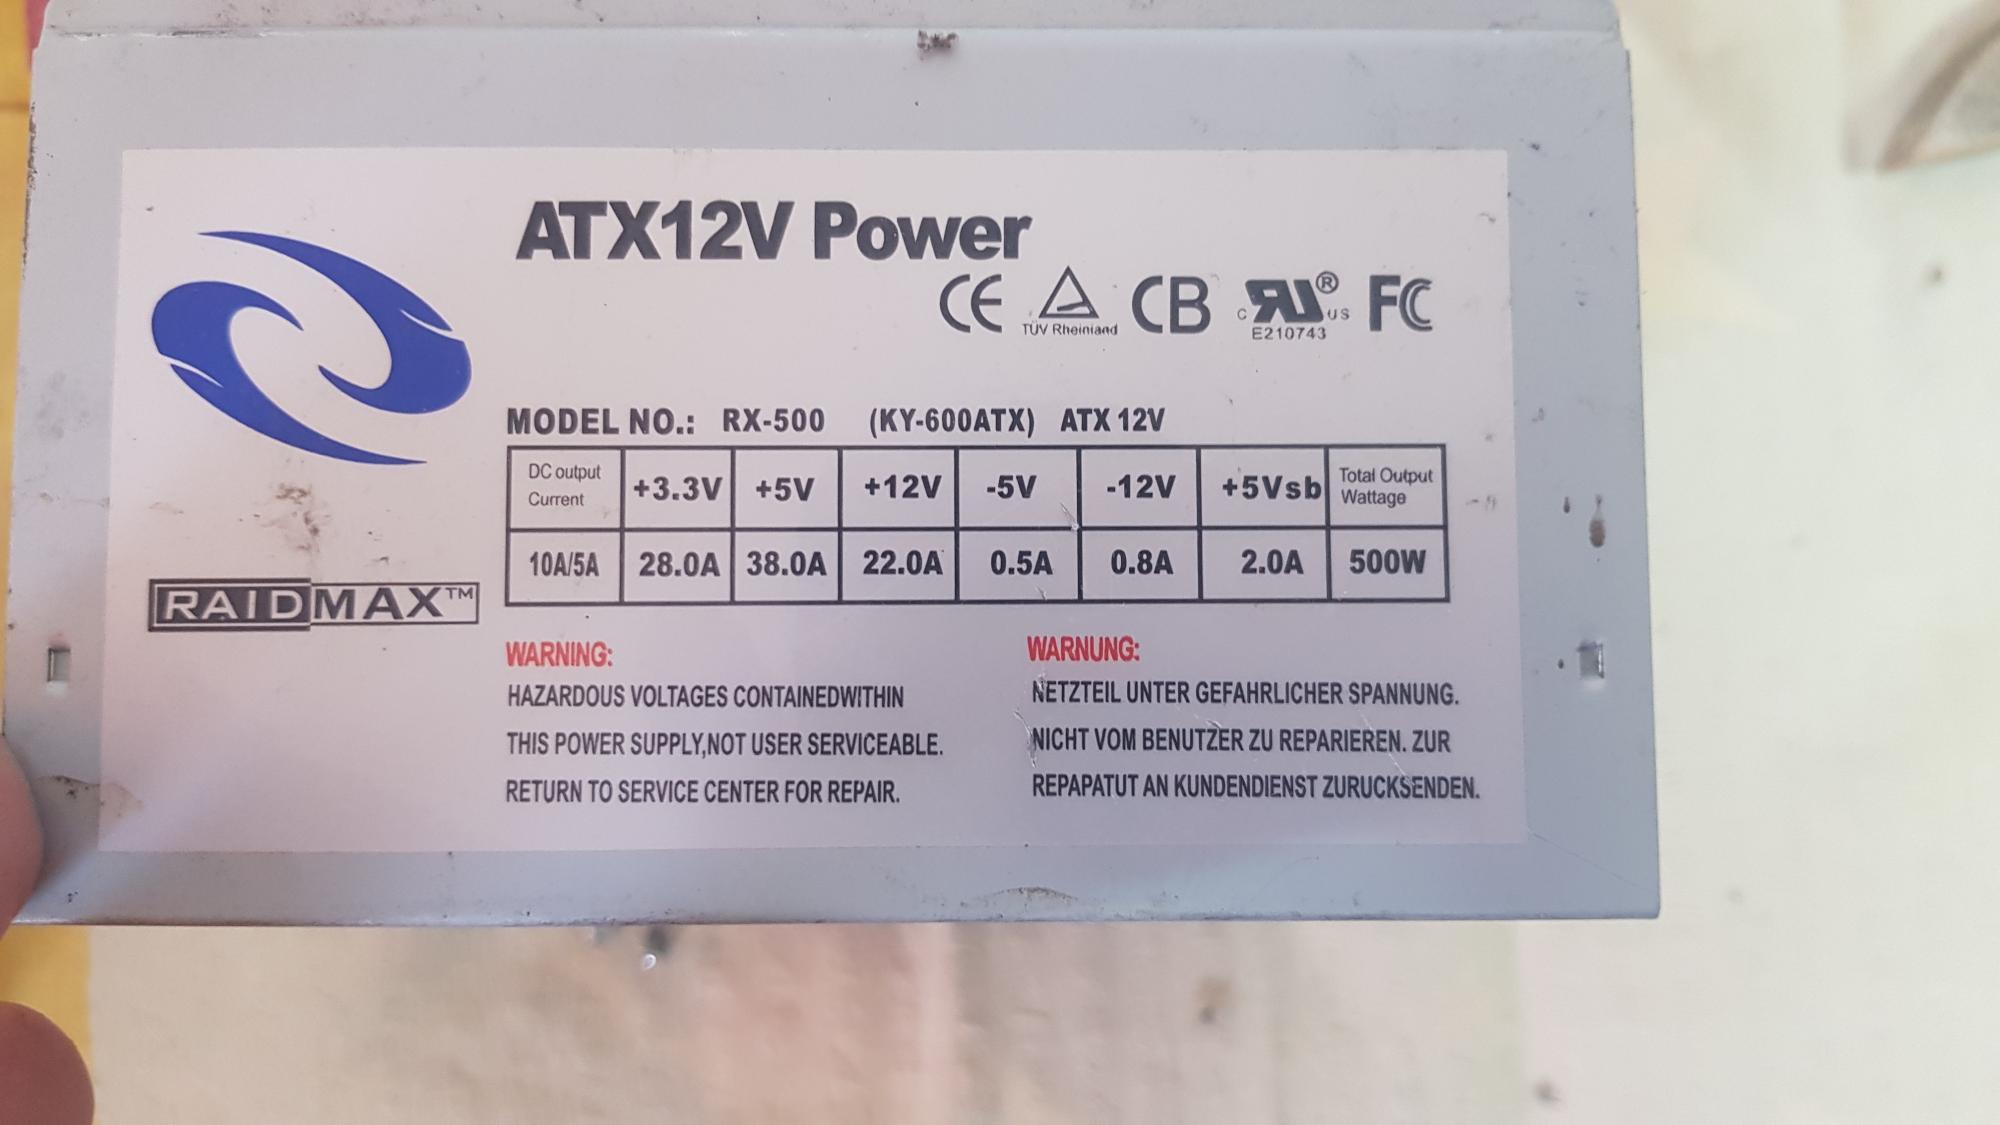 ATX12V Power
CE TÜV Rheinland CB c RU® US E210743 FC
MODEL NO.: RX-500 (KY-600ATX) ATX 12V
DC output Current +3.3V +5V +12V -5V -12V +5Vsb Total Output Wattage
10A/5A 28.0A 38.0A 22.0A 0.5A 0.8A 2.0A 500W
RAIDMAX™
WARNING:
HAZARDOUS VOLTAGES CONTAINEDWITHIN
THIS POWER SUPPLY,NOT USER SERVICEABLE.
RETURN TO SERVICE CENTER FOR REPAIR.
WARNUNG:
NETZTEIL UNTER GEFAHRLICHER SPANNUNG.
NICHT VOM BENUTZER ZU REPARIEREN. ZUR
REPAPATUT AN KUNDENDIENST ZURUCKSENDEN.